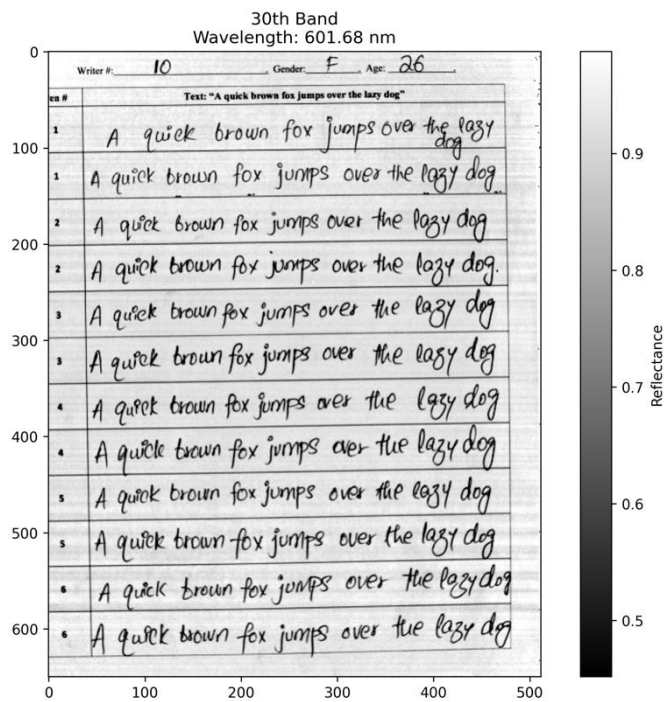 30th Band
Wavelength: 601.68 nm
Writer #: 10 , Gender: F , Age: 26 .
en # Text: "A quick brown fox jumps over the lazy dog"
1 A quick brown fox jumps over the lazy
dog
1 A quick brown fox jumps over the lazy dog
2 A quick brown fox jumps over the lazy dog
2 A quick brown fox jumps over the lazy dog.
3 A quick brown fox jumps over the lazy dog
3 A quick brown fox jumps over the lazy dog
4 A quick brown fox jumps over the lazy dog
4 A quick brown fox jumps over the lazy dog
5 A quick brown fox jumps over the lazy dog
5 A quick brown fox jumps over the lazy dog
6 A quick brown fox jumps over the lazy dog
6 A quick brown fox jumps over the lazy dog
0
100
200
300
400
500
600
0 100 200 300 400 500
0.9
0.8
0.7
0.6
0.5
Reflectance